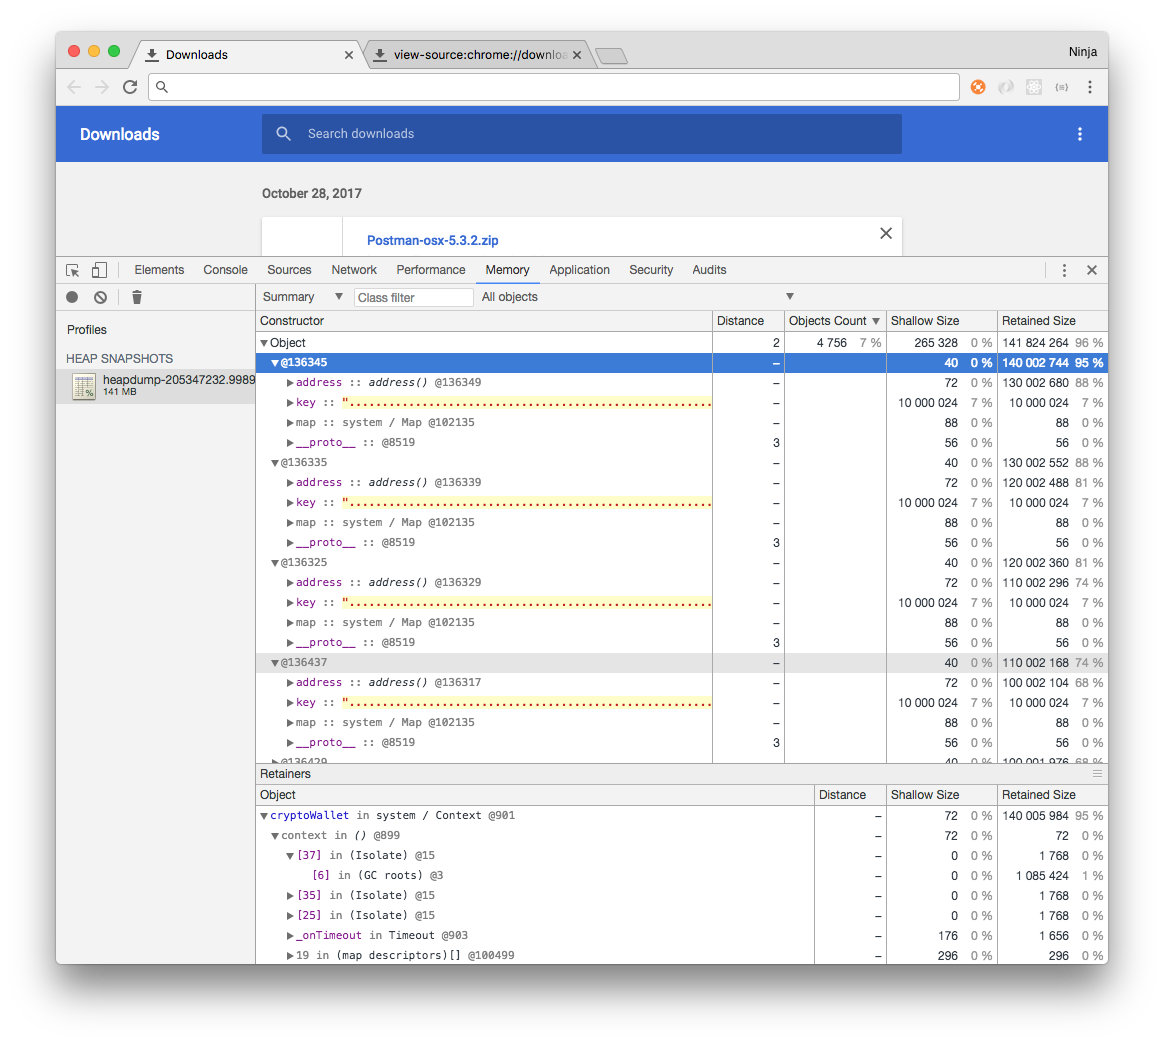 Downloads
view-source:chrome://downloa
Ninja
Downloads
Search downloads
October 28, 2017
Postman-osx-5.3.2.zip
Elements Console Sources Network Performance Memory Application Security Audits
Summary ▼ Class filter All objects ▼
Profiles
HEAP SNAPSHOTS
heapdump-205347232.9989
141 MB
Constructor Distance Objects Count ▼ Shallow Size Retained Size
▼Object 2 4 756 7 % 265 328 0 % 141 824 264 96 %
▼@136345 – 40 0 % 140 002 744 95 %
▶address :: address() @136349 – 72 0 % 130 002 680 88 %
▶key :: "....................................................... – 10 000 024 7 % 10 000 024 7 %
▶map :: system / Map @102135 – 88 0 % 88 0 %
▶__proto__ :: @8519 3 56 0 % 56 0 %
▼@136335 – 40 0 % 130 002 552 88 %
▶address :: address() @136339 – 72 0 % 120 002 488 81 %
▶key :: "....................................................... – 10 000 024 7 % 10 000 024 7 %
▶map :: system / Map @102135 – 88 0 % 88 0 %
▶__proto__ :: @8519 3 56 0 % 56 0 %
▼@136325 – 40 0 % 120 002 360 81 %
▶address :: address() @136329 – 72 0 % 110 002 296 74 %
▶key :: "....................................................... – 10 000 024 7 % 10 000 024 7 %
▶map :: system / Map @102135 – 88 0 % 88 0 %
▶__proto__ :: @8519 3 56 0 % 56 0 %
▼@136437 – 40 0 % 110 002 168 74 %
▶address :: address() @136317 – 72 0 % 100 002 104 68 %
▶key :: "....................................................... – 10 000 024 7 % 10 000 024 7 %
▶map :: system / Map @102135 – 88 0 % 88 0 %
▶__proto__ :: @8519 3 56 0 % 56 0 %
▶@136429 – 40 0 % 100 001 976 68 %
Retainers
Object Distance Shallow Size Retained Size
▼cryptoWallet in system / Context @901 – 72 0 % 140 005 984 95 %
▼context in () @899 – 72 0 % 72 0 %
▼[37] in (Isolate) @15 – 0 0 % 1 768 0 %
[6] in (GC roots) @3 – 0 0 % 1 085 424 1 %
▶[35] in (Isolate) @15 – 0 0 % 1 768 0 %
▶[25] in (Isolate) @15 – 0 0 % 1 768 0 %
▶_onTimeout in Timeout @903 – 176 0 % 1 656 0 %
▶19 in (map descriptors)[] @100499 – 296 0 % 296 0 %